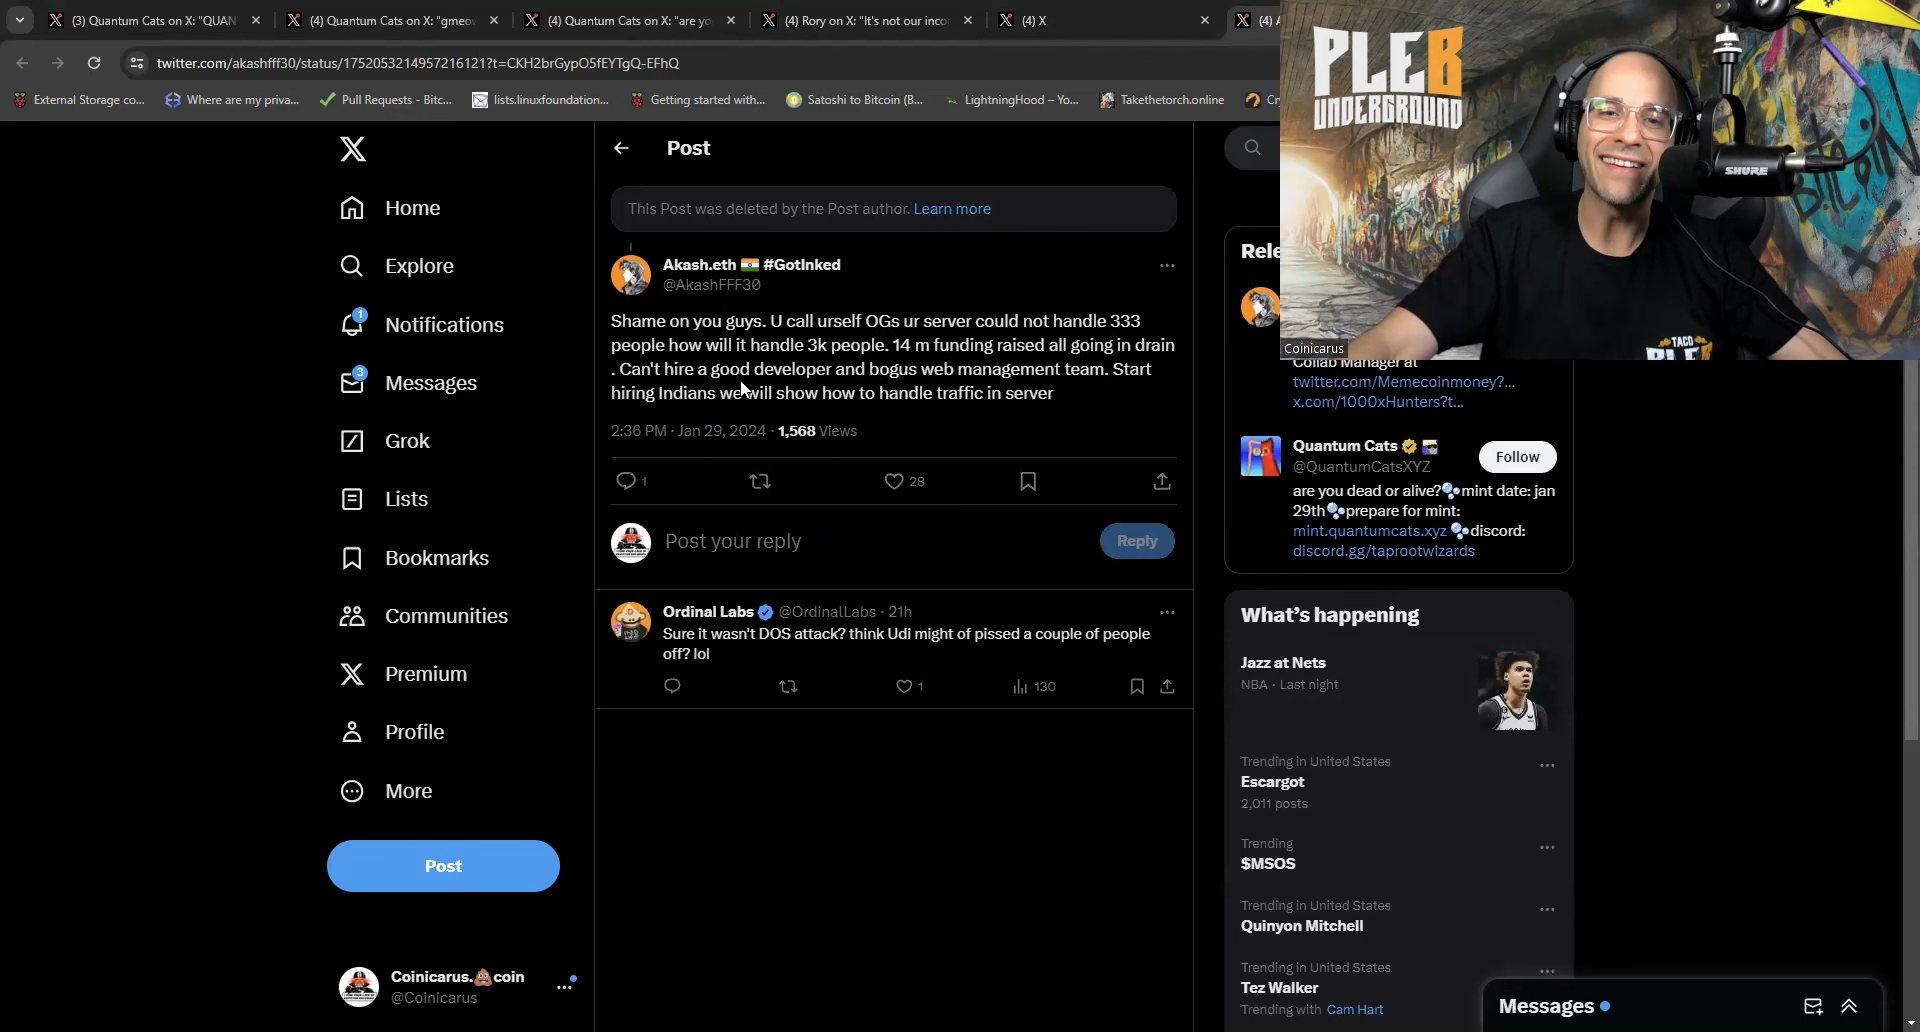 (3) Quantum Cats on X: "QUAN
(4) Quantum Cats on X: "gmeow
(4) Quantum Cats on X: "are yo
(4) Rory on X: "It's not our inco
(4) X
(4) A
twitter.com/akashfff30/status/1752053214957216121?t=CKH2brGypO5fEYTgQ-EFhQ
External Storage co...
Where are my priva...
Pull Requests - Bitc...
lists.linuxfoundation...
Getting started with...
Satoshi to Bitcoin (B...
LightningHood – Yo...
Takethetorch.online
Cr
PLEB
UNDERGROUND
SHURE
TACO
PLEB
Coinicarus
Home
Explore
1
Notifications
3
Messages
Grok
Lists
Bookmarks
Communities
Premium
Profile
More
Post
Coinicarus.💩coin
@Coinicarus
Post
This Post was deleted by the Post author. Learn more
Akash.eth 🇮🇳 #GotInked
@AkashFFF30
Shame on you guys. U call urself OGs ur server could not handle 333
people how will it handle 3k people. 14 m funding raised all going in drain
. Can't hire a good developer and bogus web management team. Start
hiring Indians we will show how to handle traffic in server
2:36 PM · Jan 29, 2024 · 1,568 Views
1
28
Post your reply
Reply
Ordinal Labs @OrdinalLabs · 21h
Sure it wasn't DOS attack? think Udi might of pissed a couple of people
off? lol
1
130
Rele
Collab Manager at
twitter.com/Memecoinmoney?...
x.com/1000xHunters?t...
Quantum Cats
@QuantumCatsXYZ
Follow
are you dead or alive?🫧mint date: jan
29th🫧prepare for mint:
mint.quantumcats.xyz 🫧discord:
discord.gg/taprootwizards
What's happening
Jazz at Nets
NBA · Last night
Trending in United States
Escargot
2,011 posts
Trending
$MSOS
Trending in United States
Quinyon Mitchell
Trending in United States
Tez Walker
Trending with Cam Hart
Messages